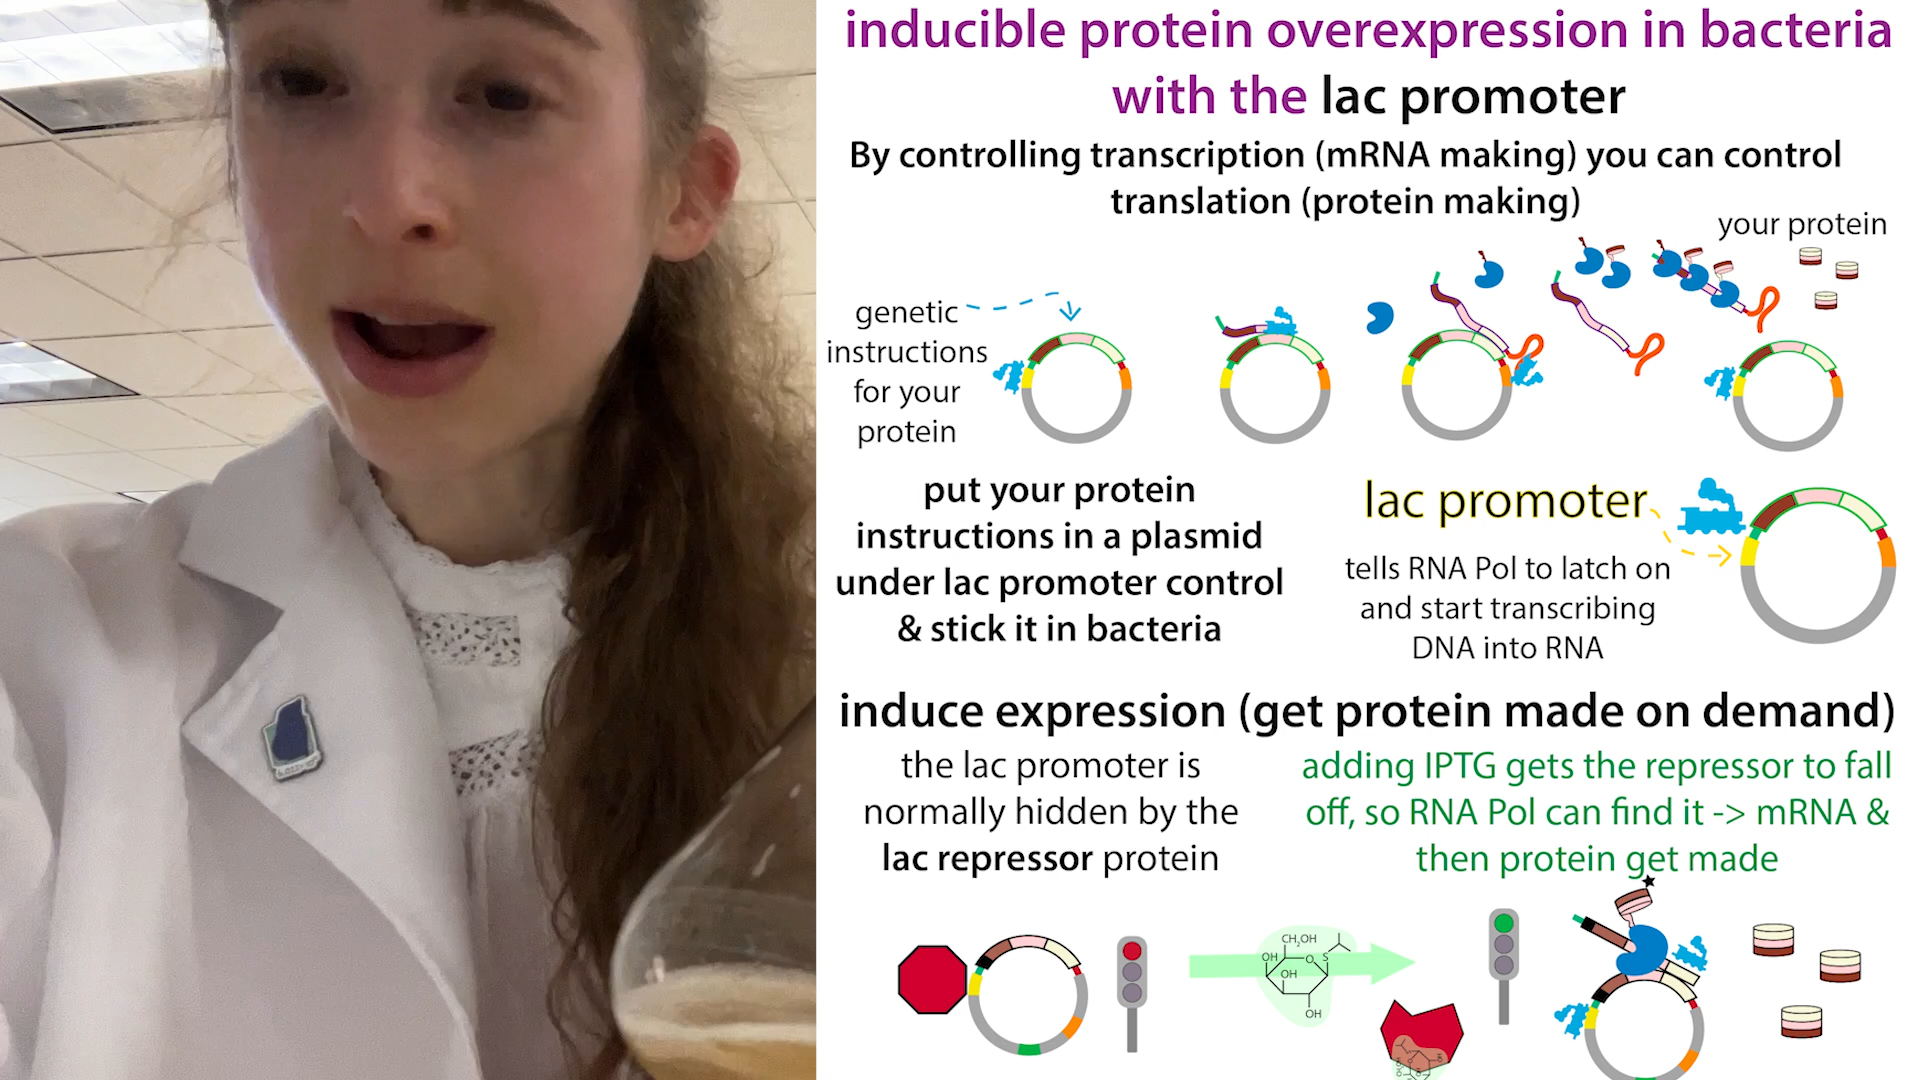 inducible protein overexpression in bacteria
with the lac promoter
By controlling transcription (mRNA making) you can control
translation (protein making)
your protein
genetic
instructions
for your
protein
put your protein
instructions in a plasmid
under lac promoter control
& stick it in bacteria
lac promoter
tells RNA Pol to latch on
and start transcribing
DNA into RNA
induce expression (get protein made on demand)
the lac promoter is
normally hidden by the
lac repressor protein
adding IPTG gets the repressor to fall
off, so RNA Pol can find it -> mRNA &
then protein get made
CH₂OH
OH
O
S
OH
OH